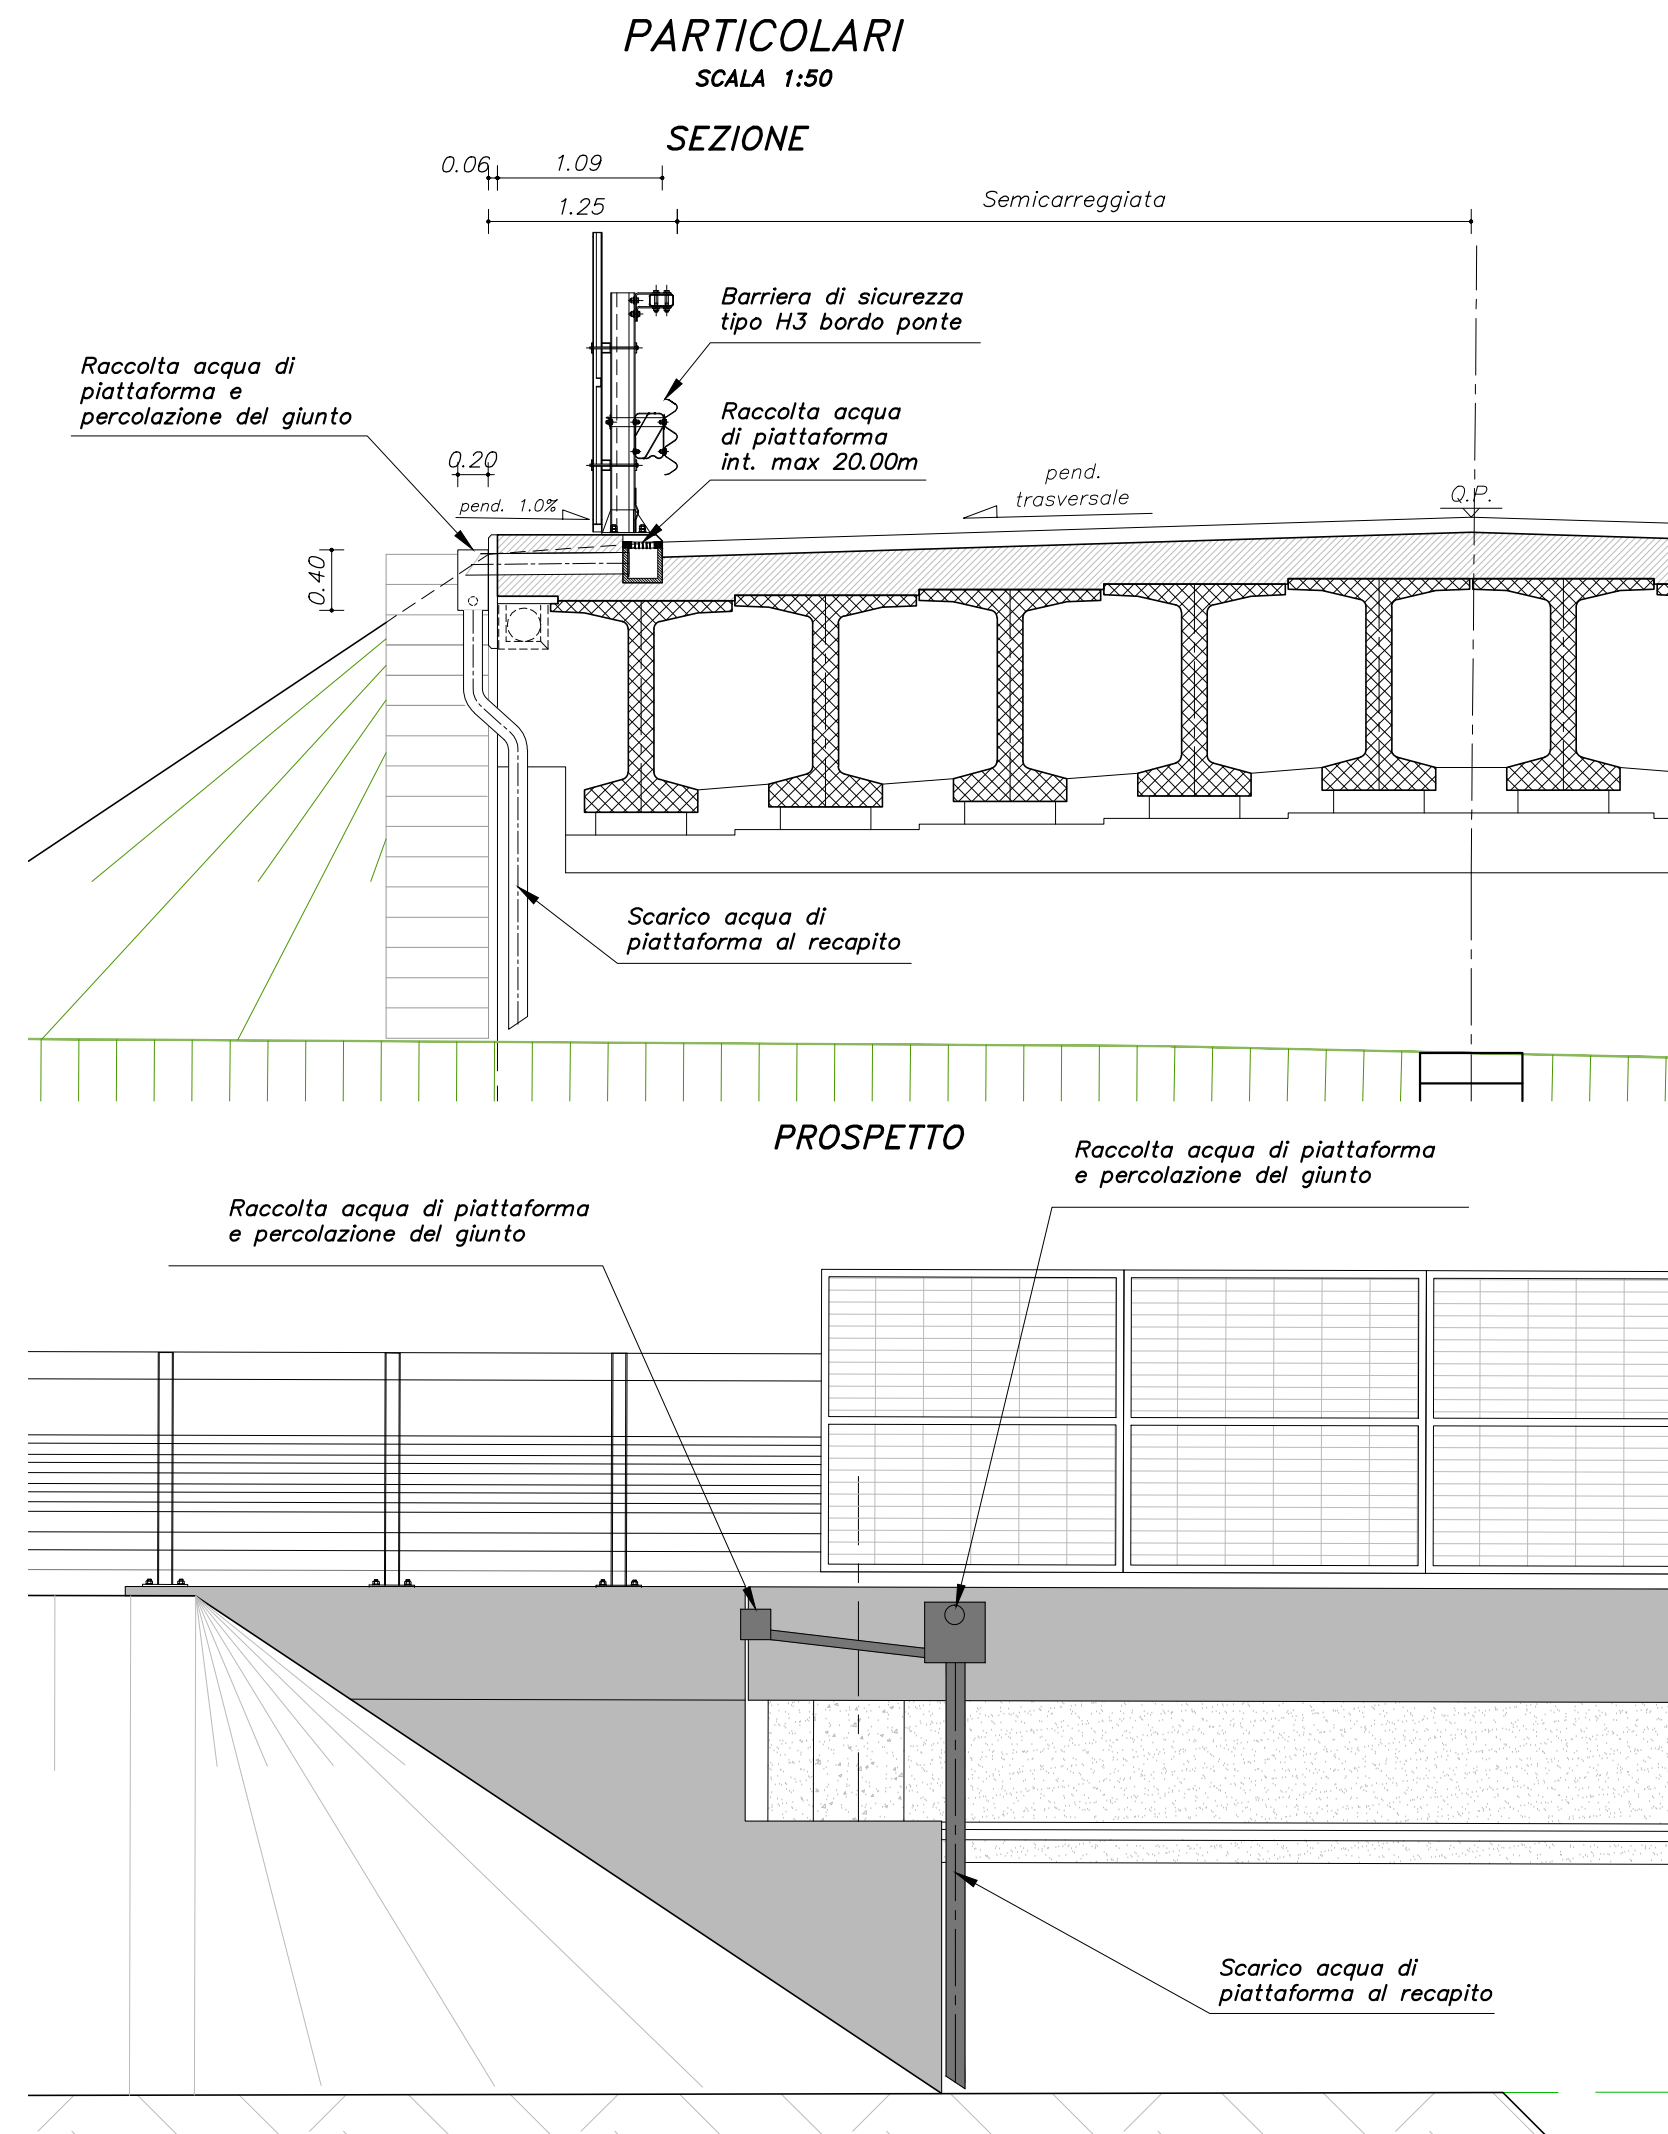 PARTICOLARI
SCALA 1:50
SEZIONE
0.06
1.09
1.25
Semicarreggiata
Barriera di sicurezza
tipo H3 bordo ponte
Raccolta acqua di
piattaforma e
percolazione del giunto
Raccolta acqua
di piattaforma
int. max 20.00m
0.20
pend. 1.0%
pend.
trasversale
Q.P.
0.40
Scarico acqua di
piattaforma al recapito
PROSPETTO
Raccolta acqua di piattaforma
e percolazione del giunto
Raccolta acqua di piattaforma
e percolazione del giunto
Scarico acqua di
piattaforma al recapito